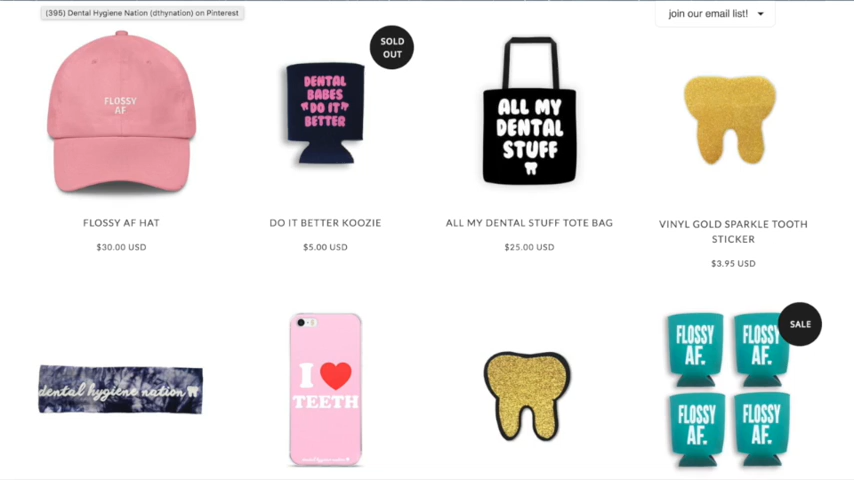 (395) Dental Hygiene Nation (dthynation) on Pinterest
join our email list!
SOLD
OUT
FLOSSY
AF
DENTAL
BABES
"DO IT"
BETTER
ALL MY
DENTAL
STUFF
FLOSSY AF HAT
$30.00 USD
DO IT BETTER KOOZIE
$5.00 USD
ALL MY DENTAL STUFF TOTE BAG
$25.00 USD
VINYL GOLD SPARKLE TOOTH
STICKER
$3.95 USD
dental hygiene nation
I
TEETH
SALE
FLOSSY
AF.
FLOSSY
AF.
FLOSSY
AF.
FLOSSY
AF.